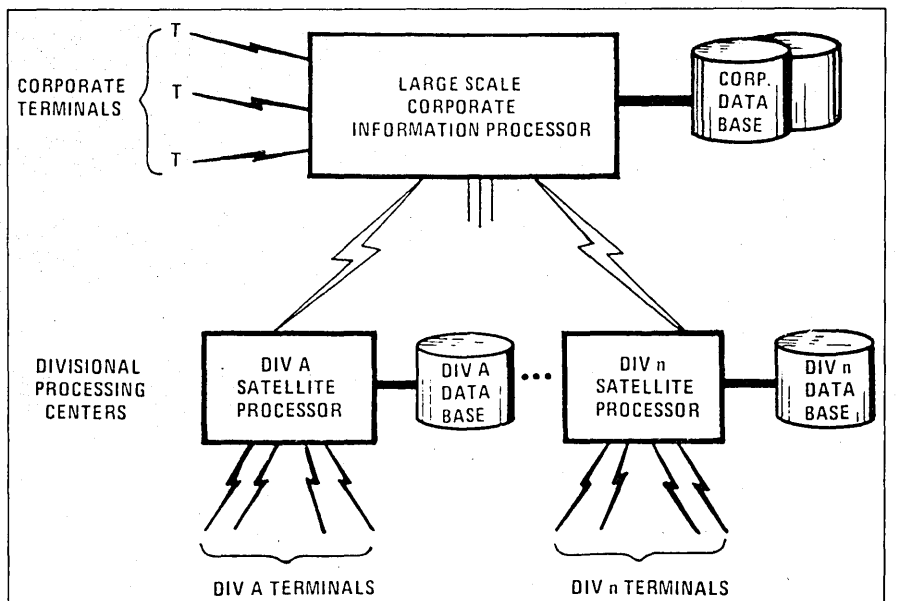 T
CORPORATE
TERMINALS
T
T
LARGE SCALE
CORPORATE
INFORMATION PROCESSOR
CORP.
DATA
BASE
DIVISIONAL
PROCESSING
CENTERS
DIV A
SATELLITE
PROCESSOR
DIV A
DATA
BASE
•••
DIV n
SATELLITE
PROCESSOR
DIV n
DATA
BASE
DIV A TERMINALS
DIV n TERMINALS